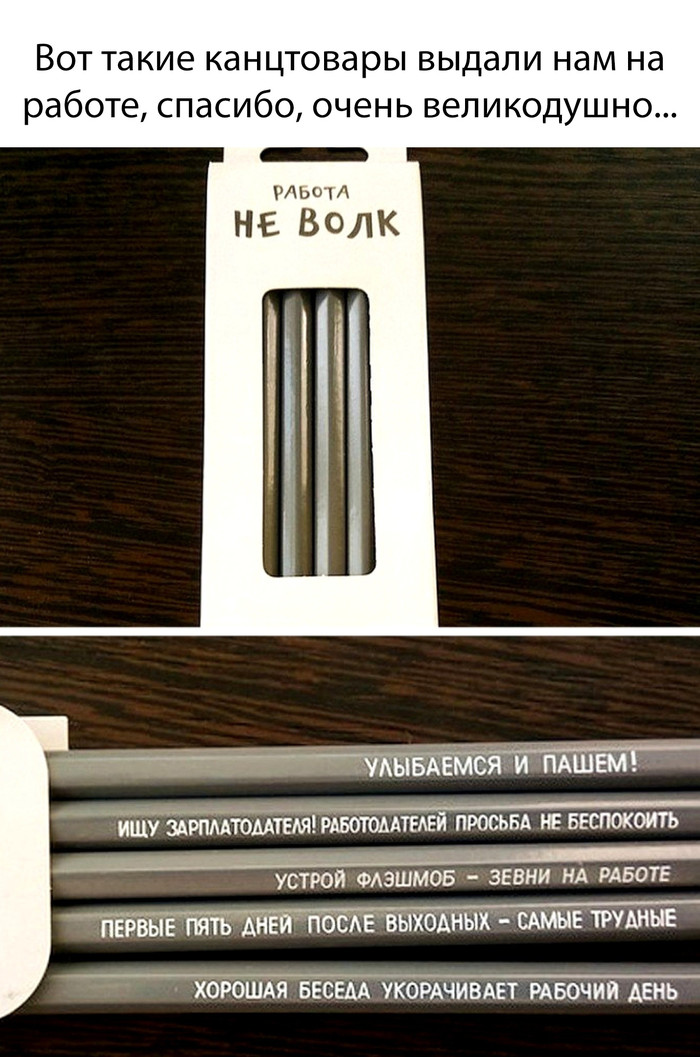 Вот такие канцтовары выдали нам на
работе, спасибо, очень великодушно...
РАБОТА
НЕ ВОЛК
УЛЫБАЕМСЯ И ПАШЕМ!
ИЩУ ЗАРПЛАТОДАТЕЛЯ! РАБОТОДАТЕЛЕЙ ПРОСЬБА НЕ БЕСПОКОИТЬ
УСТРОЙ ФЛЭШМОБ - ЗЕВНИ НА РАБОТЕ
ПЕРВЫЕ ПЯТЬ ДНЕЙ ПОСЛЕ ВЫХОДНЫХ - САМЫЕ ТРУДНЫЕ
ХОРОШАЯ БЕСЕДА УКОРАЧИВАЕТ РАБОЧИЙ ДЕНЬ